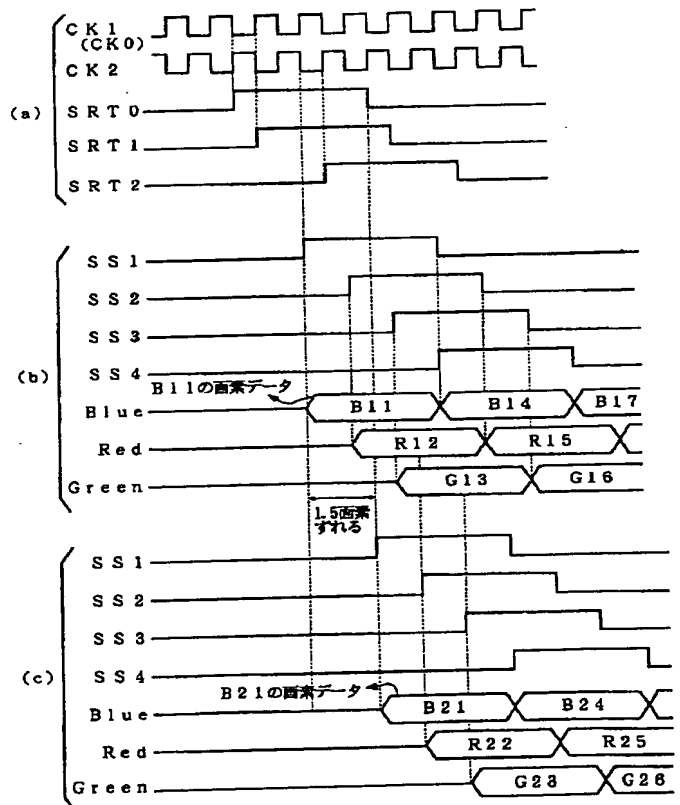 CK1
(CK0)
CK2
(a)
SRT0
SRT1
SRT2
SS1
SS2
SS3
SS4
(b)
B11の画素データ
Blue B11 B14 B17
Red R12 R15
Green G13 G16
1.5画素
ずれる
SS1
SS2
SS3
SS4
(c)
B21の画素データ
Blue B21 B24
Red R22 R25
Green G23 G26